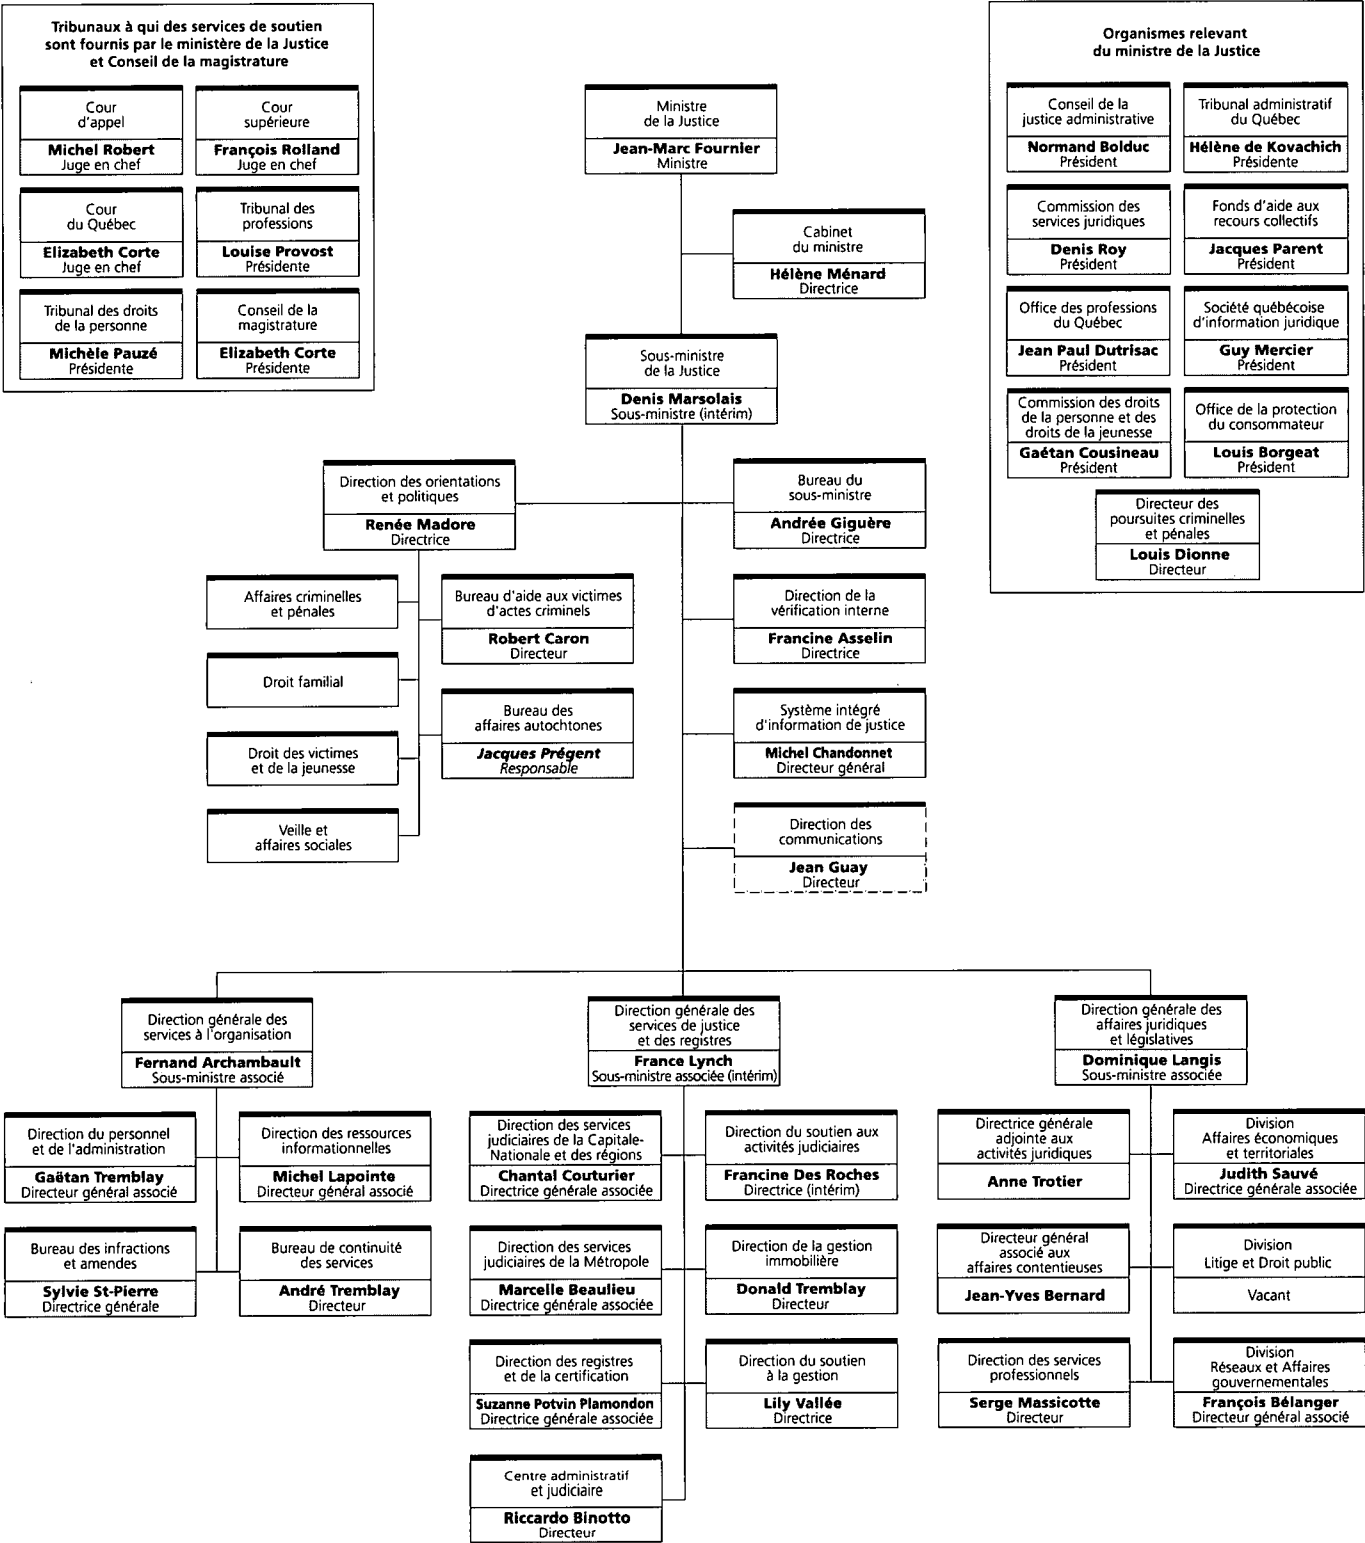 Tribunaux à qui des services de soutien
sont fournis par le ministère de la Justice
et Conseil de la magistrature
Cour
d'appel
Michel Robert
Juge en chef
Cour
supérieure
François Rolland
Juge en chef
Cour
du Québec
Elizabeth Corte
Juge en chef
Tribunal des
professions
Louise Provost
Présidente
Tribunal des droits
de la personne
Michèle Pauzé
Présidente
Conseil de la
magistrature
Elizabeth Corte
Présidente
Ministre
de la Justice
Jean-Marc Fournier
Ministre
Cabinet
du ministre
Hélène Ménard
Directrice
Sous-ministre
de la Justice
Denis Marsolais
Sous-ministre (intérim)
Organismes relevant
du ministre de la Justice
Conseil de la
justice administrative
Normand Bolduc
Président
Tribunal administratif
du Québec
Hélène de Kovachich
Présidente
Commission des
services juridiques
Denis Roy
Président
Fonds d'aide aux
recours collectifs
Jacques Parent
Président
Office des professions
du Québec
Jean Paul Dutrisac
Président
Société québécoise
d'information juridique
Guy Mercier
Président
Commission des droits
de la personne et des
droits de la jeunesse
Gaétan Cousineau
Président
Office de la protection
du consommateur
Louis Borgeat
Président
Directeur des
poursuites criminelles
et pénales
Louis Dionne
Directeur
Direction des orientations
et politiques
Renée Madore
Directrice
Bureau du
sous-ministre
Andrée Giguère
Directrice
Affaires criminelles
et pénales
Bureau d'aide aux victimes
d'actes criminels
Robert Caron
Directeur
Direction de la
vérification interne
Francine Asselin
Directrice
Droit familial
Bureau des
affaires autochtones
Jacques Prégent
Responsable
Système intégré
d'information de justice
Michel Chandonnet
Directeur général
Droit des victimes
et de la jeunesse
Veille et
affaires sociales
Direction des
communications
Jean Guay
Directeur
Direction générale des
services à l'organisation
Fernand Archambault
Sous-ministre associé
Direction générale des
services de justice
et des registres
France Lynch
Sous-ministre associée (intérim)
Direction générale des
affaires juridiques
et législatives
Dominique Langis
Sous-ministre associée
Direction du personnel
et de l'administration
Gaëtan Tremblay
Directeur général associé
Direction des ressources
informationnelles
Michel Lapointe
Directeur général associé
Bureau des infractions
et amendes
Sylvie St-Pierre
Directrice générale
Bureau de continuité
des services
André Tremblay
Directeur
Direction des services
judiciaires de la Capitale-
Nationale et des régions
Chantal Couturier
Directrice générale associée
Direction du soutien aux
activités judiciaires
Francine Des Roches
Directrice (intérim)
Direction des services
judiciaires de la Métropole
Marcelle Beaulieu
Directrice générale associée
Direction de la gestion
immobilière
Donald Tremblay
Directeur
Direction des registres
et de la certification
Suzanne Potvin Plamondon
Directrice générale associée
Direction du soutien
à la gestion
Lily Vallée
Directrice
Centre administratif
et judiciaire
Riccardo Binotto
Directeur
Directrice générale
adjointe aux
activités juridiques
Anne Trotier
Division
Affaires économiques
et territoriales
Judith Sauvé
Directrice générale associée
Directeur général
associé aux
affaires contentieuses
Jean-Yves Bernard
Division
Litige et Droit public
Vacant
Direction des services
professionnels
Serge Massicotte
Directeur
Division
Réseaux et Affaires
gouvernementales
François Bélanger
Directeur général associé